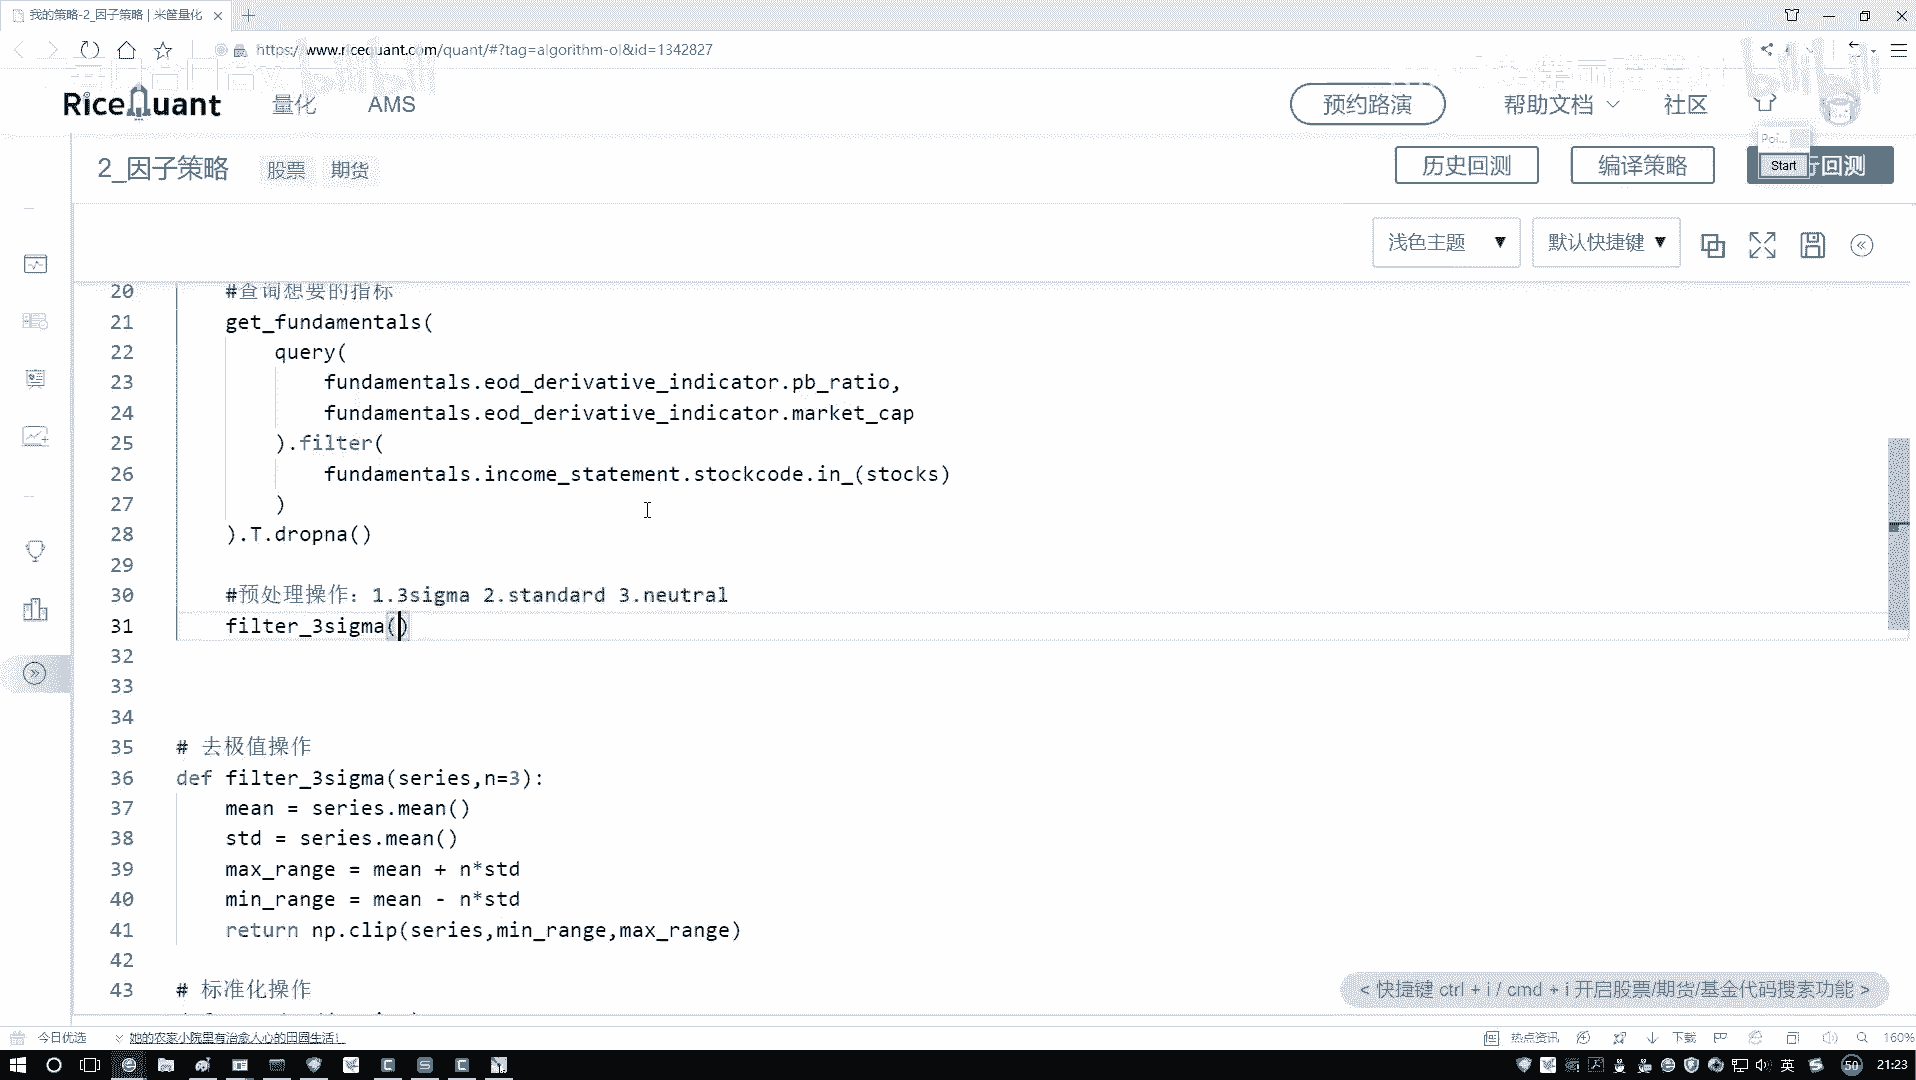 我的策略-2_因子策略 | 米筐量化
https://www.ricequant.com/quant/#?tag=algorithm-ol&id=1342827
bilibili
bilibili
RiceQuant 量化 AMS 预约路演 帮助文档 社区
Poi...
2_因子策略 股票 期货 历史回测 编译策略 Start 行回测
浅色主题 ▼ 默认快捷键 ▼
20 #查询想要的指标
21 get_fundamentals(
22 query(
23 fundamentals.eod_derivative_indicator.pb_ratio,
24 fundamentals.eod_derivative_indicator.market_cap
25 ).filter(
26 fundamentals.income_statement.stockcode.in_(stocks)
27 )
28 ).T.dropna()
29
30 #预处理操作：1.3sigma 2.standard 3.neutral
31 filter_3sigma()
32
33
34
35 # 去极值操作
36 def filter_3sigma(series,n=3):
37 mean = series.mean()
38 std = series.mean()
39 max_range = mean + n*std
40 min_range = mean - n*std
41 return np.clip(series,min_range,max_range)
42
43 # 标准化操作
< 快捷键 ctrl + i / cmd + i 开启股票/期货/基金代码搜索功能 >
今日优选 她的农家小院里有治愈人心的田园生活！ 热点资讯 下载 160%
英 50 21:23